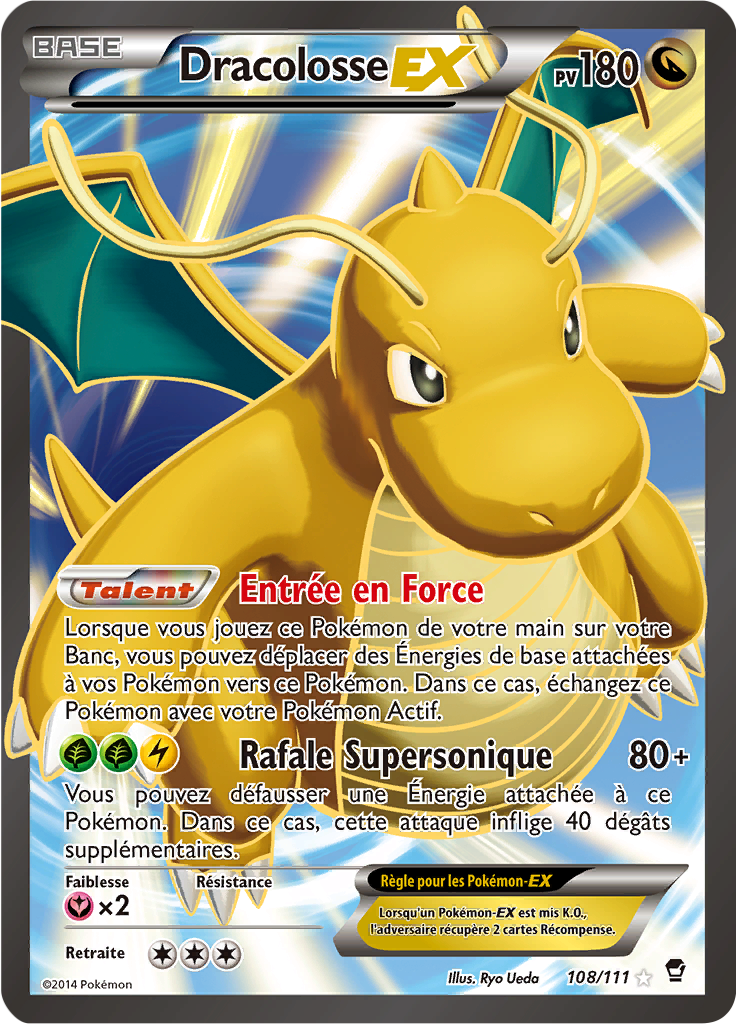 BASE
Dracolosse EX
PV 180
Talent Entrée en Force
Lorsque vous jouez ce Pokémon de votre main sur votre
Banc, vous pouvez déplacer des Énergies de base attachées
à vos Pokémon vers ce Pokémon. Dans ce cas, échangez ce
Pokémon avec votre Pokémon Actif.
Rafale Supersonique 80+
Vous pouvez défausser une Énergie attachée à ce
Pokémon. Dans ce cas, cette attaque inflige 40 dégâts
supplémentaires.
Faiblesse Résistance
×2
Retraite
Règle pour les Pokémon-EX
Lorsqu'un Pokémon-EX est mis K.O.,
l'adversaire récupère 2 cartes Récompense.
©2014 Pokémon
Illus. Ryo Ueda 108/111